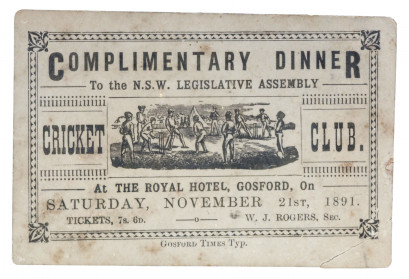 COMPLIMENTARY DINNER
To the N.S.W. LEGISLATIVE ASSEMBLY
CRICKET CLUB.
At THE ROYAL HOTEL, GOSFORD, On
SATURDAY, NOVEMBER 21ST, 1891.
TICKETS, 7s. 6D. —o— W. J. ROGERS, SEC.
GOSFORD TIMES TYP.